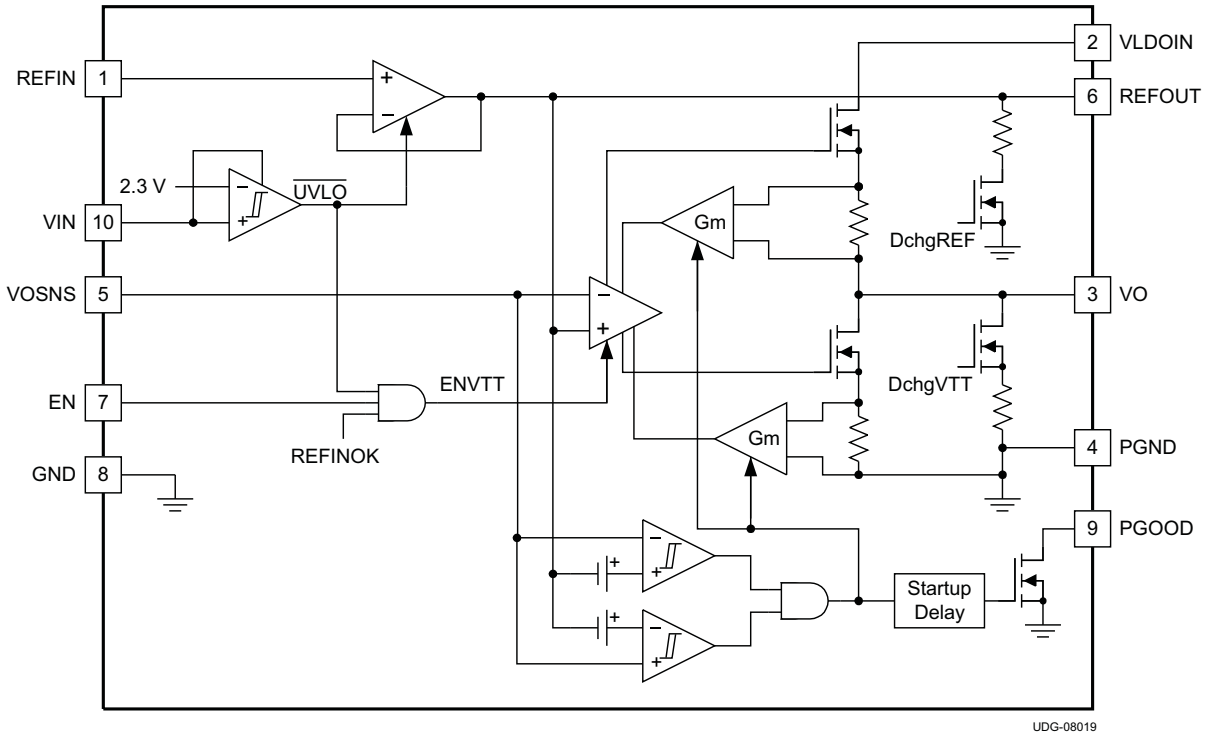 2 VLDOIN
REFIN 1
+
−
6 REFOUT
2.3 V
−
+
UVLO
VIN 10
Gm
DchgREF
VOSNS 5
−
+
3 VO
ENVTT
DchgVTT
EN 7
REFINOK
Gm
4 PGND
GND 8
9 PGOOD
−
+
+
Startup
Delay
+
−
+
UDG-08019